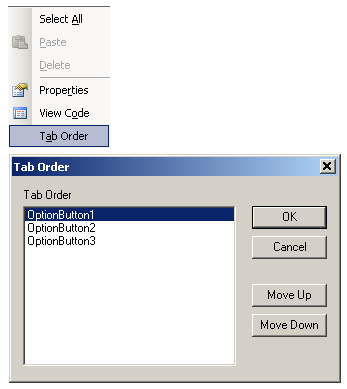 Select All
Paste
Delete
Properties
View Code
Tab Order
Tab Order
Tab Order
OptionButton1
OptionButton2
OptionButton3
OK
Cancel
Move Up
Move Down